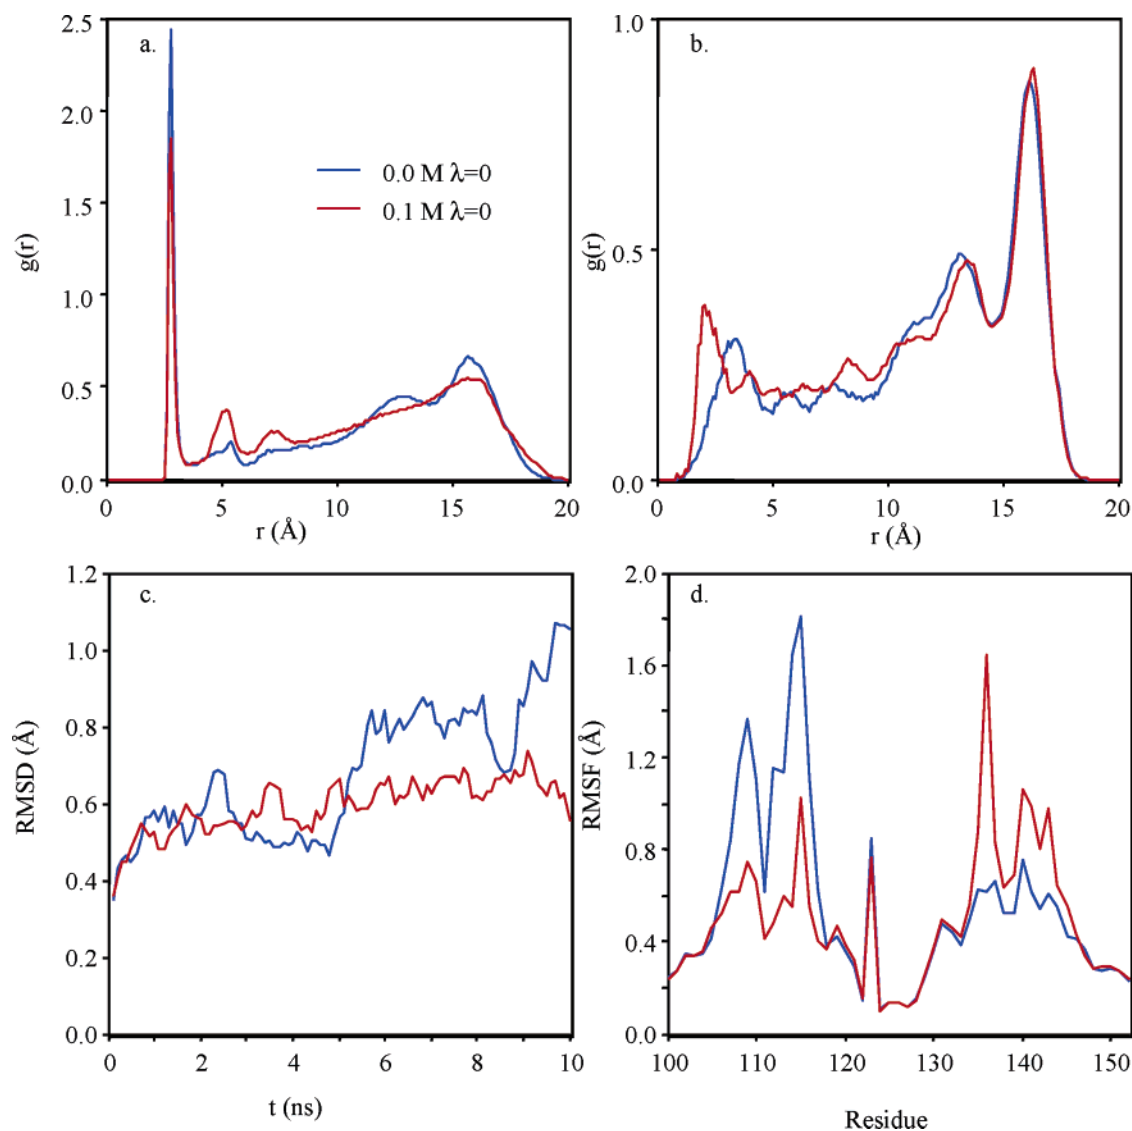 a.
2.5
2.0
1.5
1.0
0.5
0.0
g(r)
0.0 M λ=0
0.1 M λ=0
0 5 10 15 20
r (Å)
b.
1.0
0.5
0.0
g(r)
0 5 10 15 20
r (Å)
c.
1.2
1.0
0.8
0.6
0.4
0.2
0.0
RMSD (Å)
0 2 4 6 8 10
t (ns)
d.
2.0
1.6
1.2
0.8
0.4
0.0
RMSF (Å)
100 110 120 130 140 150
Residue